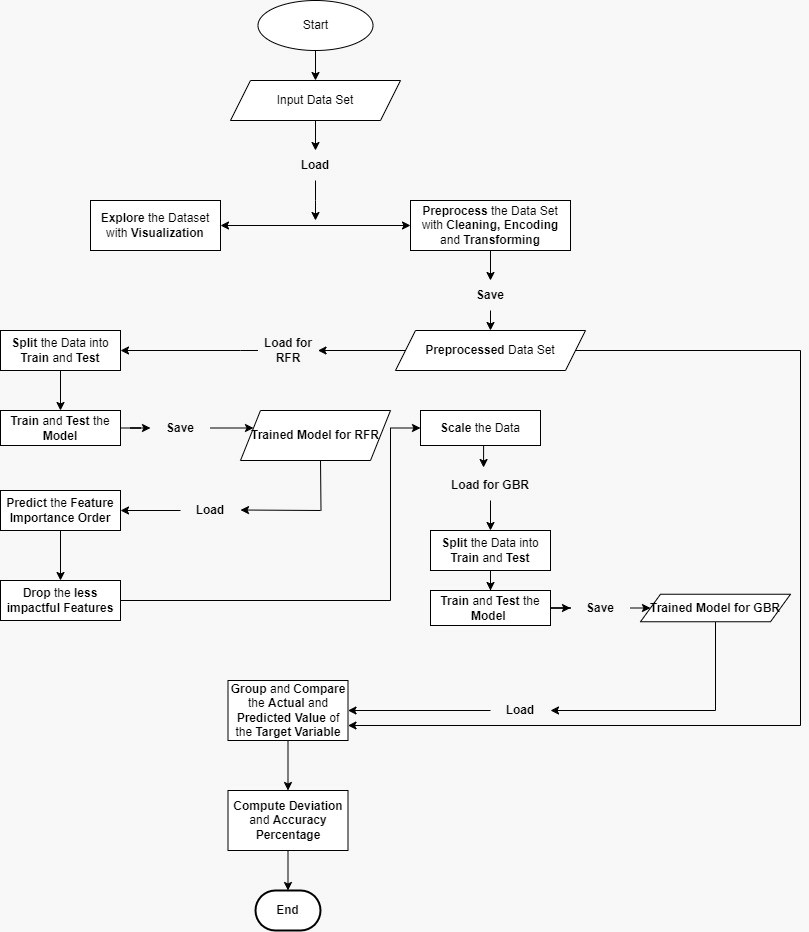 Start
Input Data Set
Load
Explore the Dataset
with Visualization
Preprocess the Data Set
with Cleaning, Encoding
and Transforming
Save
Preprocessed Data Set
Load for
RFR
Split the Data into
Train and Test
Train and Test the
Model
Save
Trained Model for RFR
Load
Predict the Feature
Importance Order
Drop the less
impactful Features
Scale the Data
Load for GBR
Split the Data into
Train and Test
Train and Test the
Model
Save
Trained Model for GBR
Load
Group and Compare
the Actual and
Predicted Value of
the Target Variable
Compute Deviation
and Accuracy
Percentage
End